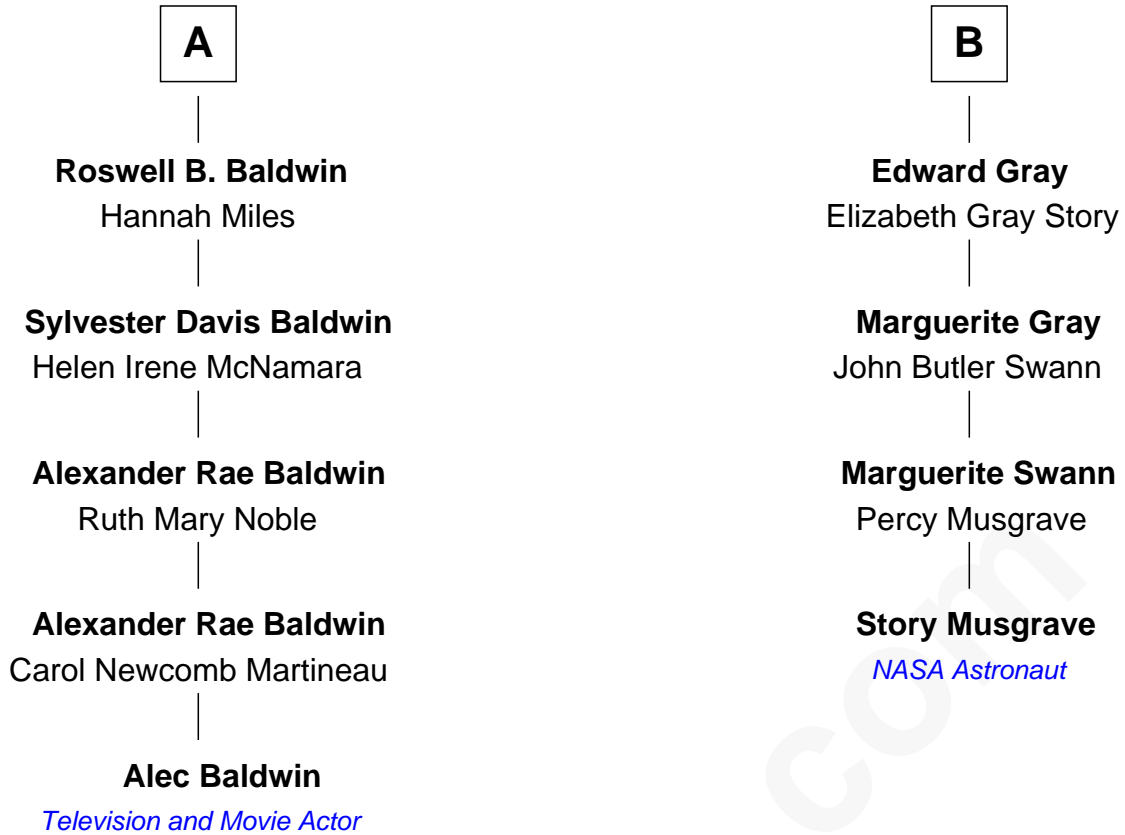 A
Roswell B. Baldwin
Hannah Miles
Sylvester Davis Baldwin
Helen Irene McNamara
Alexander Rae Baldwin
Ruth Mary Noble
Alexander Rae Baldwin
Carol Newcomb Martineau
Alec Baldwin
Television and Movie Actor
B
Edward Gray
Elizabeth Gray Story
Marguerite Gray
John Butler Swann
Marguerite Swann
Percy Musgrave
Story Musgrave
NASA Astronaut
com